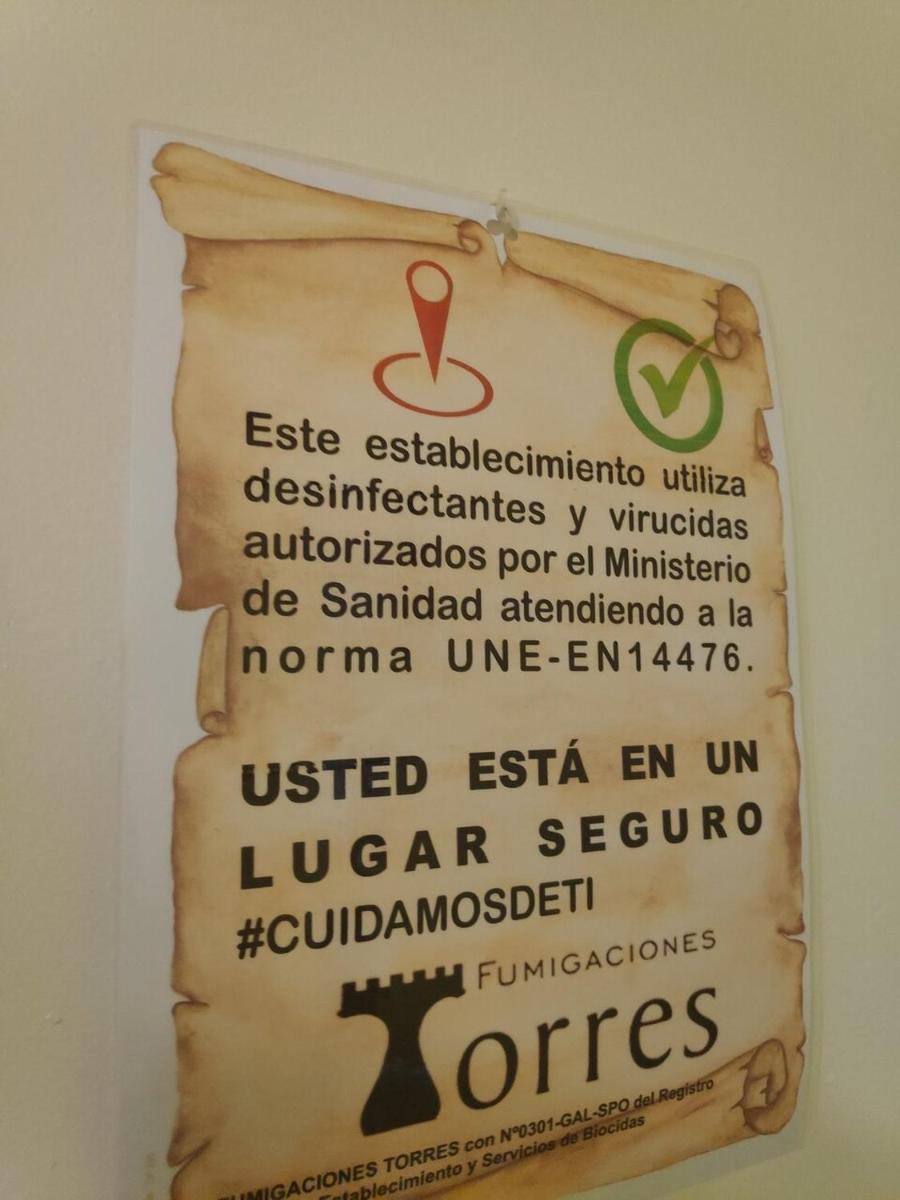 Este establecimiento utiliza
desinfectantes y virucidas
autorizados por el Ministerio
de Sanidad atendiendo a la
norma UNE-EN14476.
USTED ESTÁ EN UN
LUGAR SEGURO
#CUIDAMOSDETI
FUMIGACIONES
Torres
FUMIGACIONES TORRES con Nº0301-GAL-SPO del Registro
Establecimiento y Servicios de Biocidas